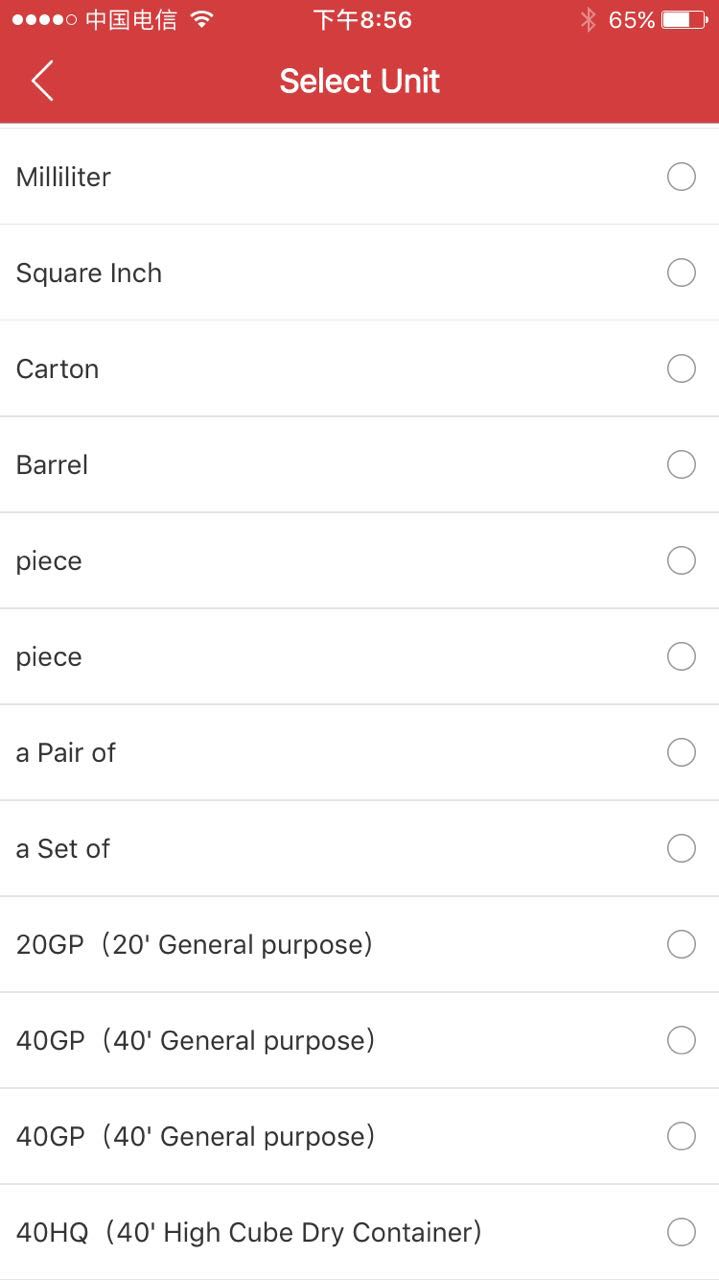 中国电信 下午8:56 65%
Select Unit
Milliliter
Square Inch
Carton
Barrel
piece
piece
a Pair of
a Set of
20GP（20' General purpose）
40GP（40' General purpose）
40GP（40' General purpose）
40HQ（40' High Cube Dry Container）